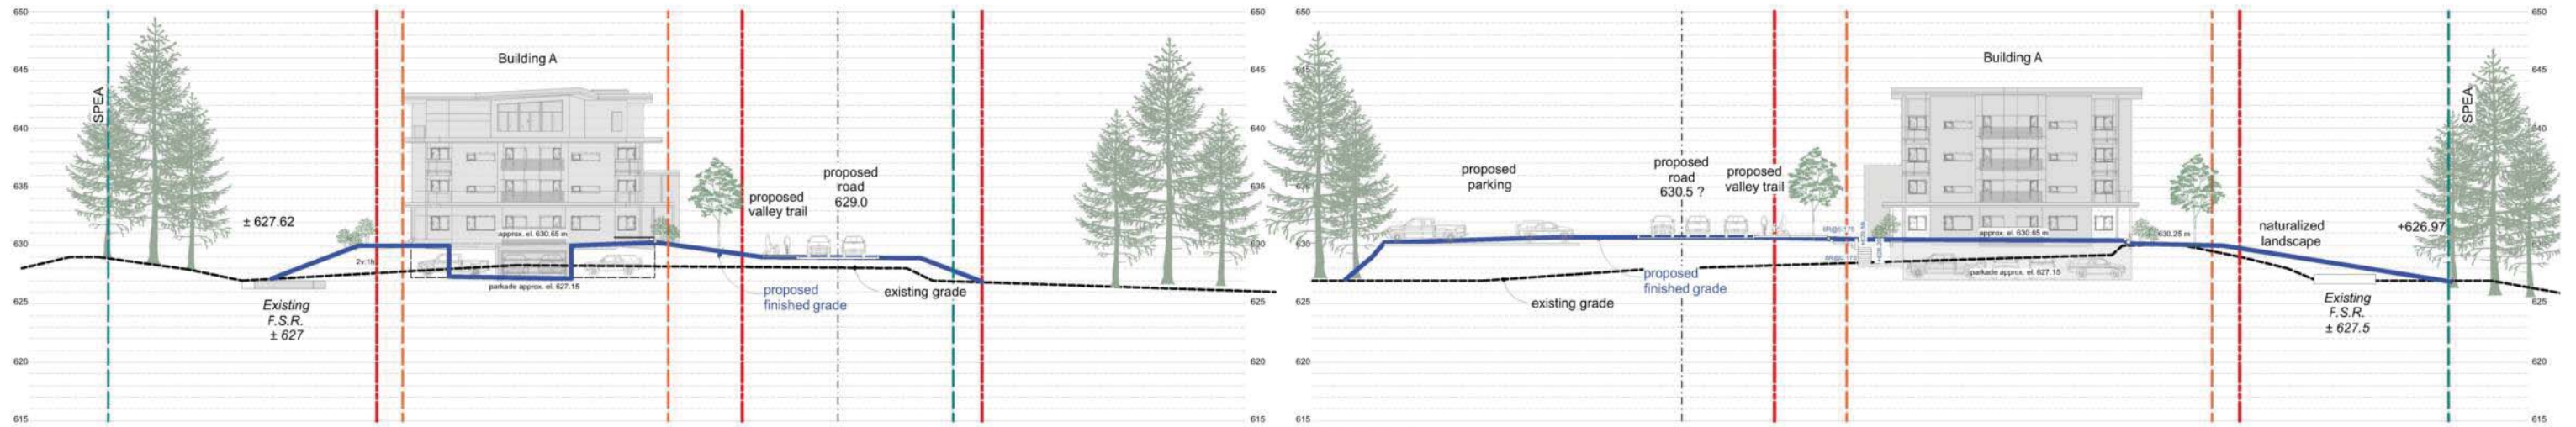 650
645
640
635
630
625
620
615
SPEA
± 627.62
2v:1h
Existing
F.S.R.
± 627
Building A
approx. el. 630.65 m
parkade approx. el. 627.15
proposed
valley trail
proposed
road
629.0
proposed
finished grade
existing grade
650
645
640
635
630
625
620
615
650
645
640
635
630
625
620
615
proposed
parking
existing grade
proposed
road
630.5 ?
proposed
valley trail
proposed
finished grade
Building A
approx. el. 630.65 m
parkade approx. el. 627.15
630.25 m
naturalized
landscape
Existing
F.S.R.
± 627.5
+626.97
SPEA
650
645
640
635
630
625
620
615